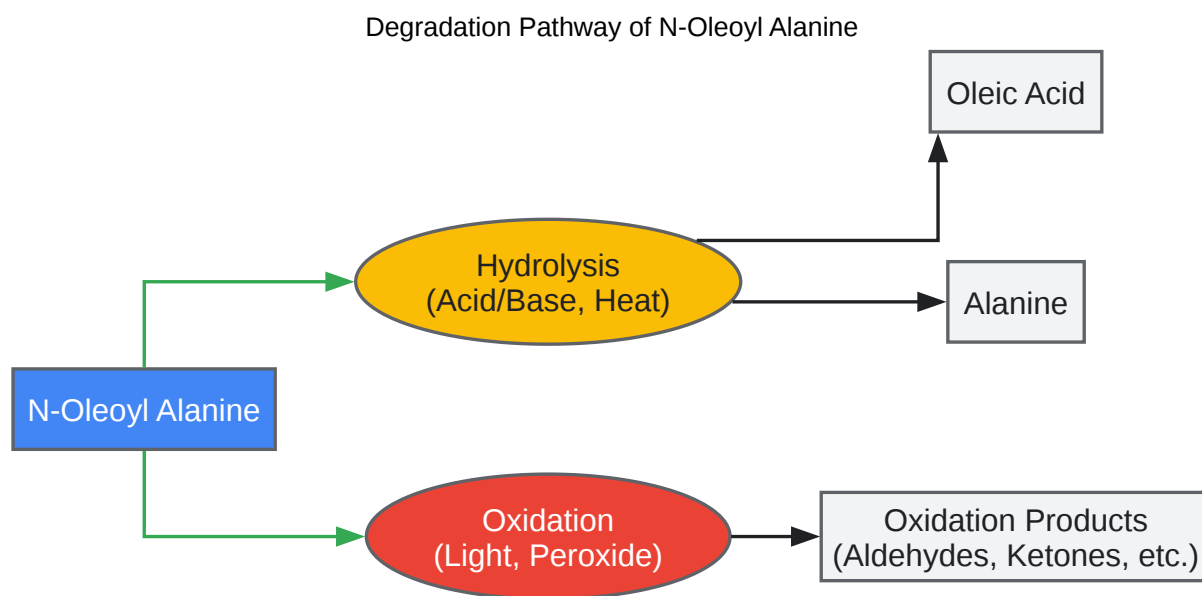 Degradation Pathway of N-Oleoyl Alanine
Oleic Acid
Hydrolysis
(Acid/Base, Heat)
Alanine
N-Oleoyl Alanine
Oxidation
(Light, Peroxide)
Oxidation Products
(Aldehydes, Ketones, etc.)